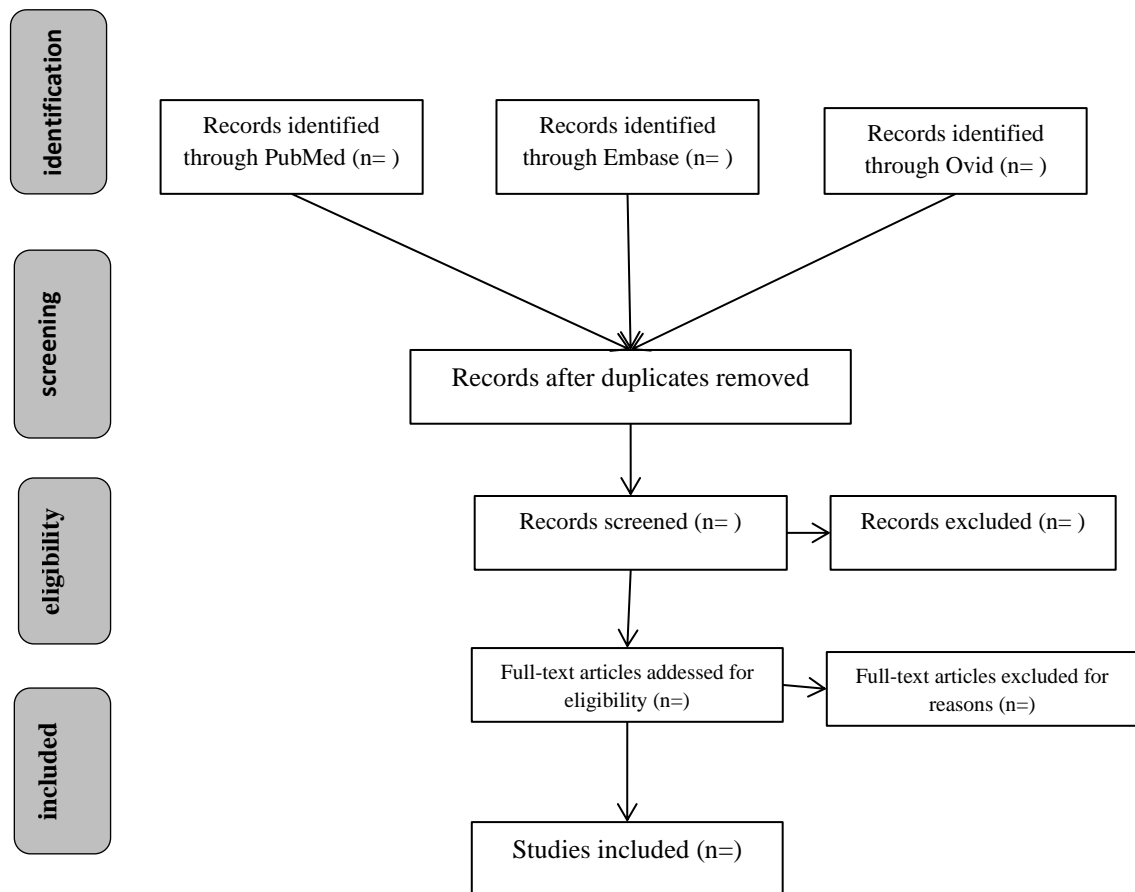 identification
Records identified
through PubMed (n= )
Records identified
through Embase (n= )
Records identified
through Ovid (n= )
screening
Records after duplicates removed
eligibility
Records screened (n= )
Records excluded (n= )
Full-text articles addressed for
eligibility (n=)
Full-text articles excluded for
reasons (n=)
included
Studies included (n=)